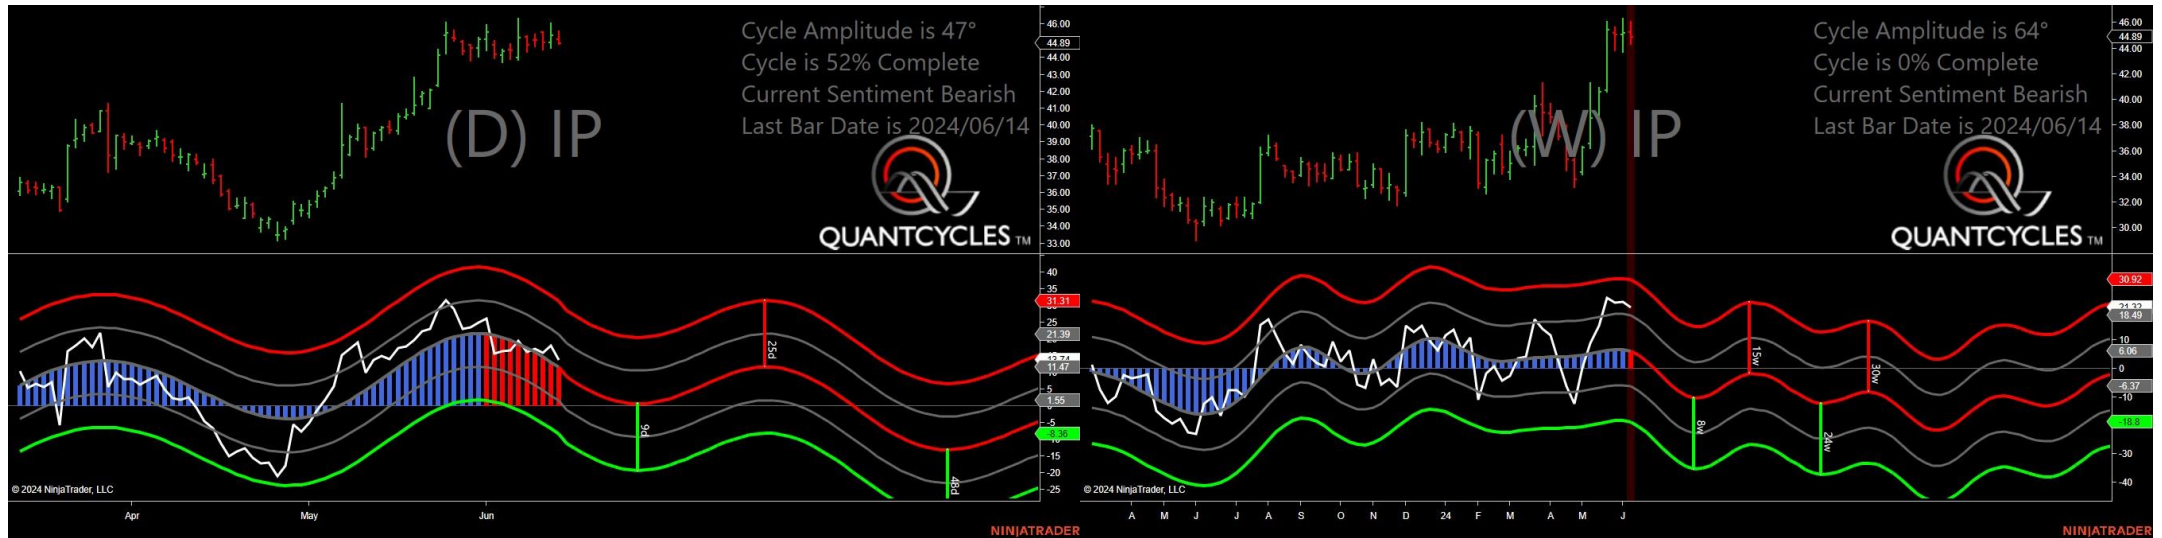 Cycle Amplitude is 47°
Cycle is 52% Complete
Current Sentiment Bearish
Last Bar Date is 2024/06/14
(D) IP
QUANTCYCLES TM
46.00
44.89
44.00
43.00
42.00
41.00
40.00
39.00
38.00
37.00
36.00
35.00
34.00
33.00
40
35
31.31
25
21.39
11.47
5
1.55
-5
-8.36
-15
-20
-25
25d
9d
48d
© 2024 NinjaTrader, LLC
Apr
May
Jun
NINJATRADER
Cycle Amplitude is 64°
Cycle is 0% Complete
Current Sentiment Bearish
Last Bar Date is 2024/06/14
(W) IP
QUANTCYCLES TM
46.00
44.89
44.00
42.00
40.00
38.00
36.00
34.00
32.00
30.00
30.92
21.32
18.49
10
6.06
0
-6.37
-10
-18.8
-30
-40
15w
30w
8w
24w
© 2024 NinjaTrader, LLC
A
M
J
J
A
S
O
N
D
24
F
M
A
M
J
NINJATRADER